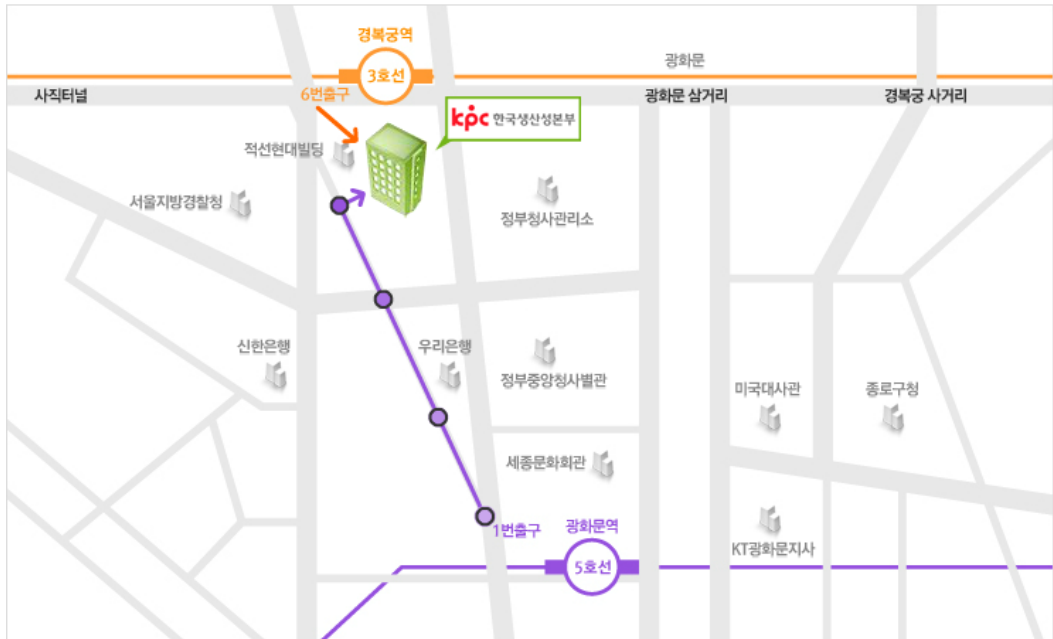 경복궁역
3호선
광화문
6번출구
사직터널
광화문 삼거리
경복궁 사거리
kpc 한국생산성본부
적선현대빌딩
서울지방경찰청
정부청사관리소
신한은행
우리은행
정부중앙청사별관
미국대사관
종로구청
세종문화회관
1번출구
광화문역
KT광화문지사
5호선